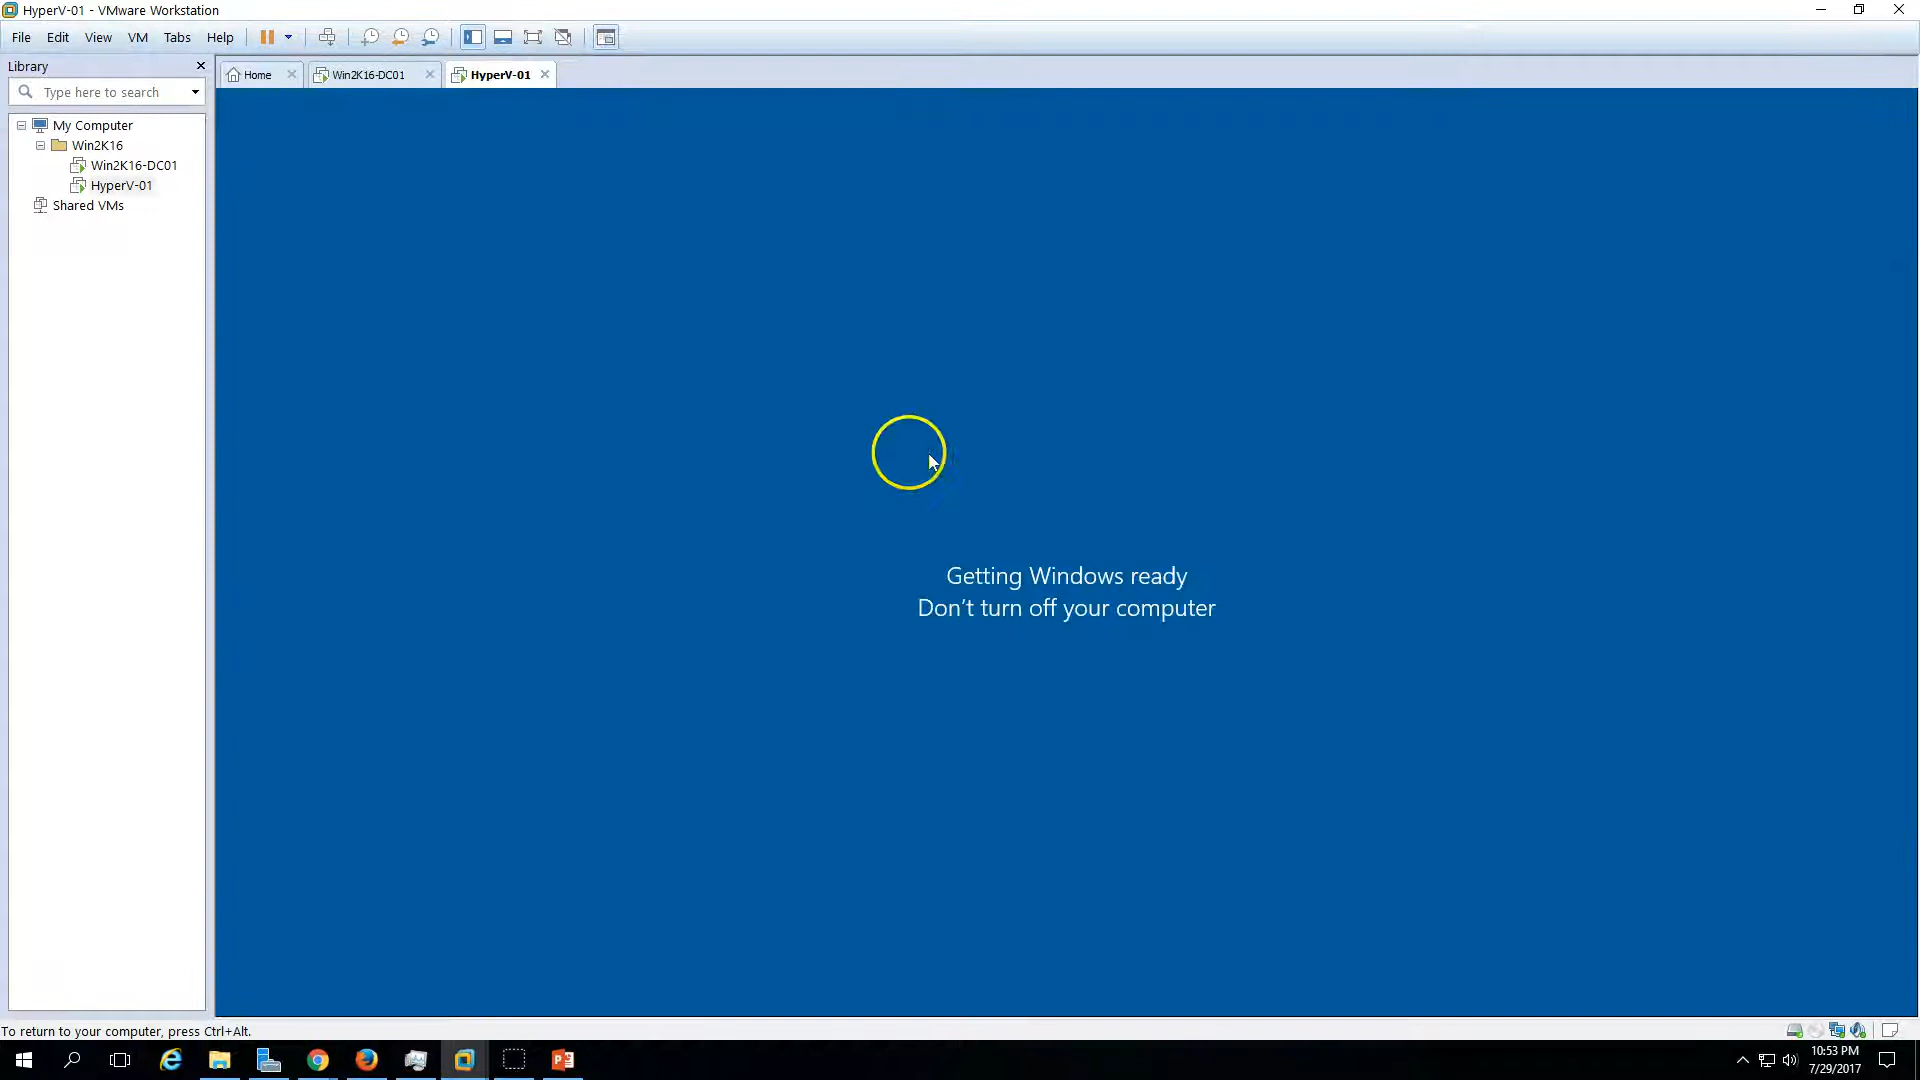 HyperV-01 - VMware Workstation
File Edit View VM Tabs Help
Library
Type here to search
Home
Win2K16-DC01
HyperV-01
My Computer
Win2K16
Win2K16-DC01
HyperV-01
Shared VMs
Getting Windows ready
Don't turn off your computer
To return to your computer, press Ctrl+Alt.
10:53 PM
7/29/2017